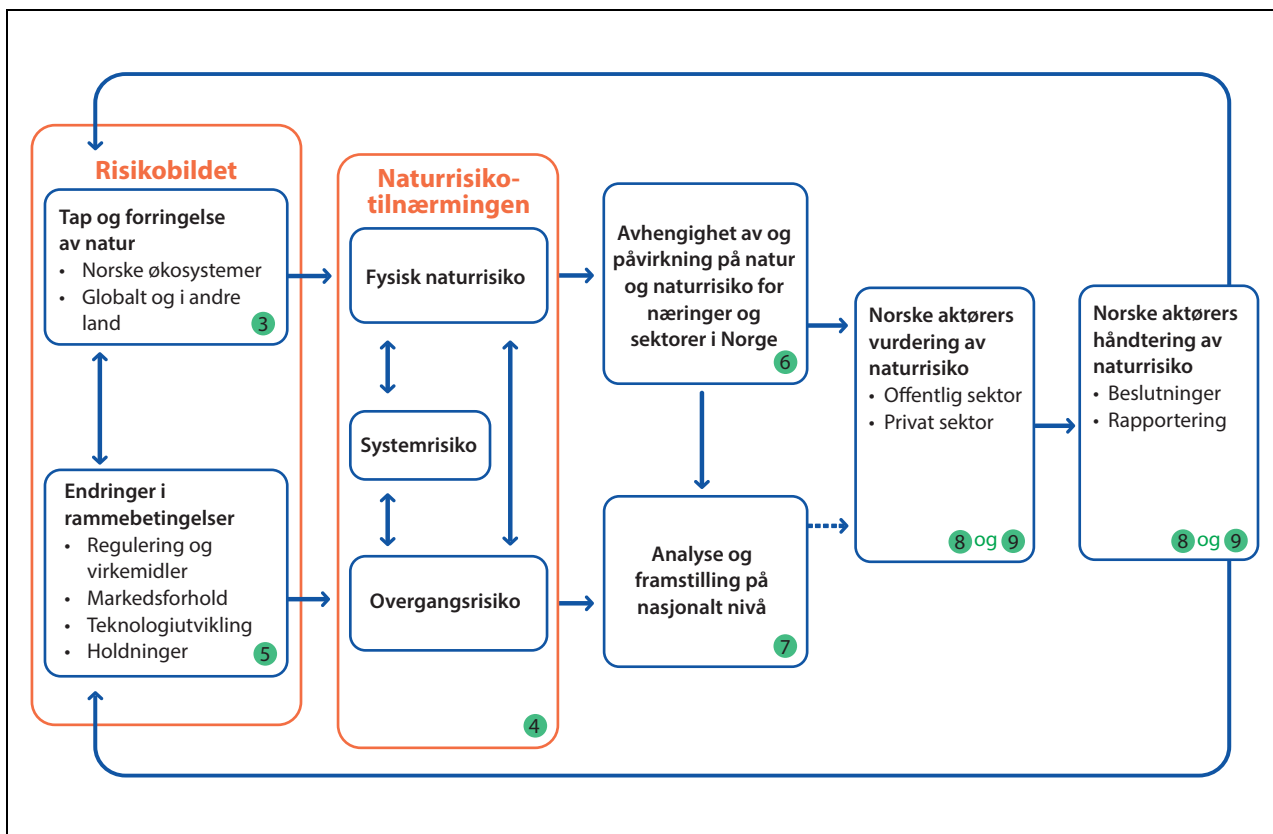 Risikobildet
Tap og forringelse
av natur
• Norske økosystemer
• Globalt og i andre
land
3
Endringer i
rammebetingelser
• Regulering og
virkemidler
• Markedsforhold
• Teknologiutvikling
• Holdninger
5
Naturrisiko-
tilnærmingen
Fysisk naturrisiko
Systemrisiko
Overgangsrisiko
4
Avhengighet av og
påvirkning på natur
og naturrisiko for
næringer og
sektorer i Norge
6
Analyse og
framstilling på
nasjonalt nivå
7
Norske aktørers
vurdering av
naturrisiko
• Offentlig sektor
• Privat sektor
8 og 9
Norske aktørers
håndtering av
naturrisiko
• Beslutninger
• Rapportering
8 og 9